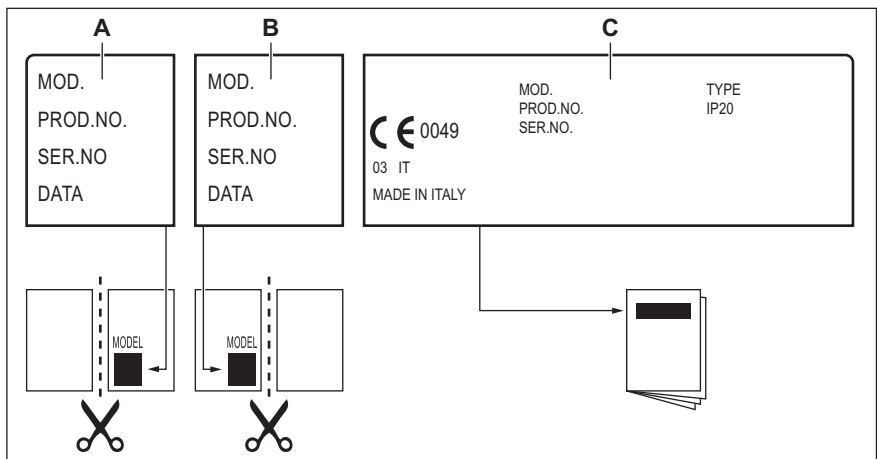 A
B
C
MOD.
PROD.NO.
SER.NO
DATA
MOD.
PROD.NO.
SER.NO
DATA
MOD.
PROD.NO.
SER.NO.
TYPE
IP20
CE 0049
03 IT
MADE IN ITALY
MODEL
MODEL